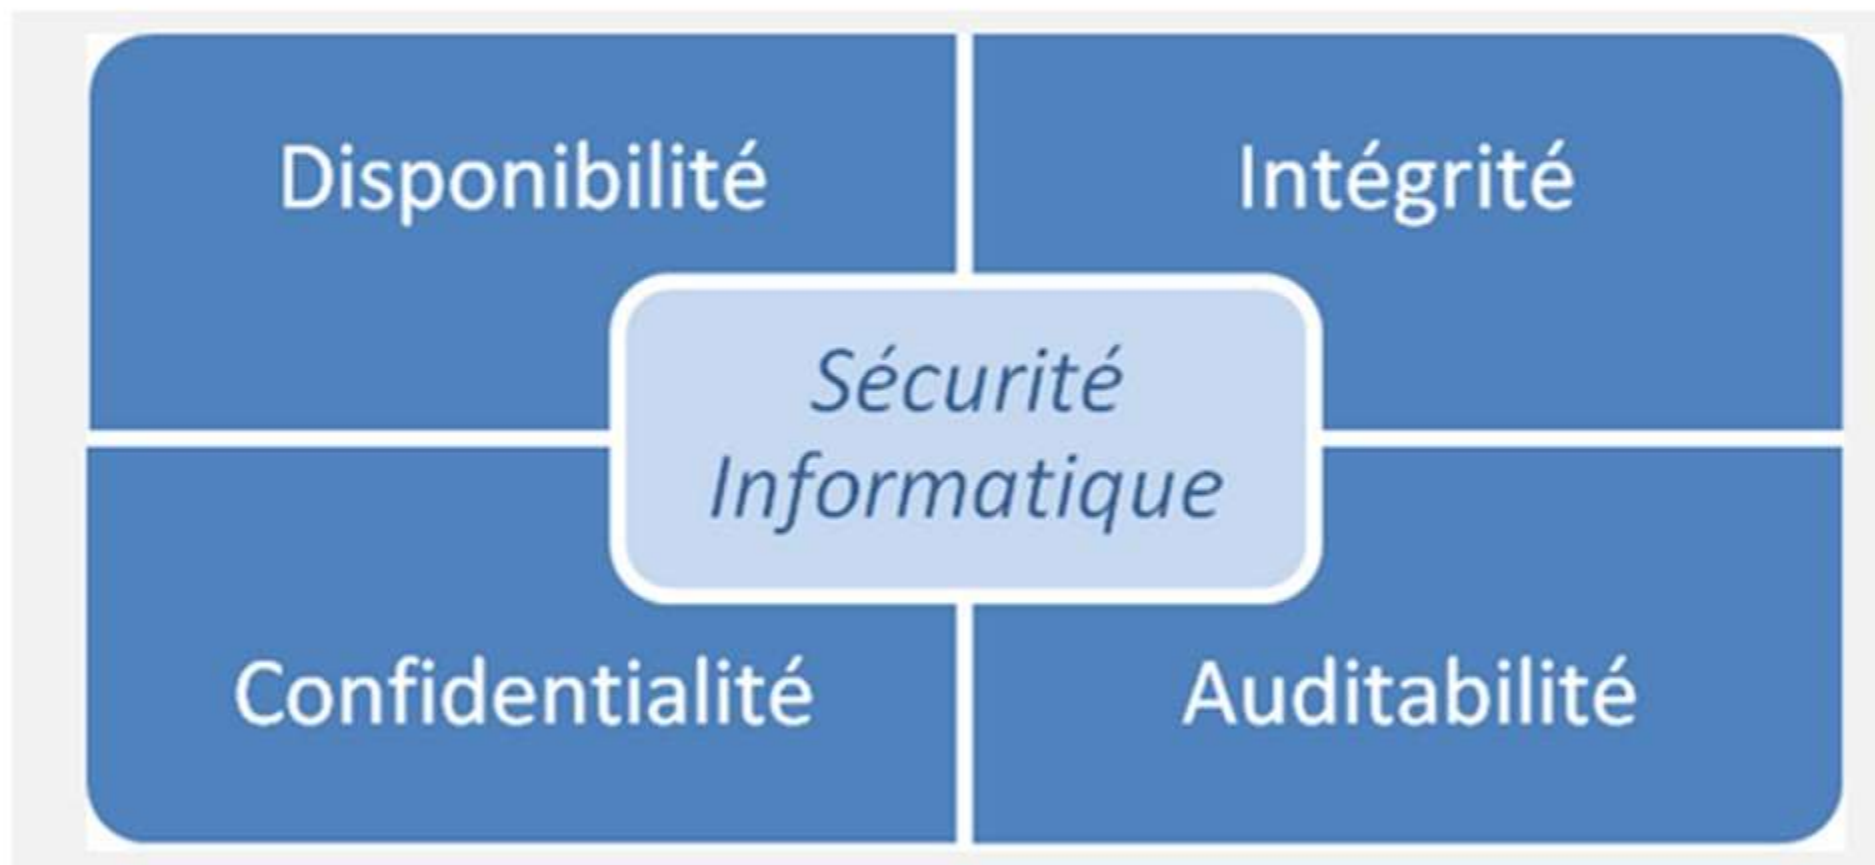 Disponibilité
Intégrité
Sécurité
Informatique
Confidentialité
Auditabilité